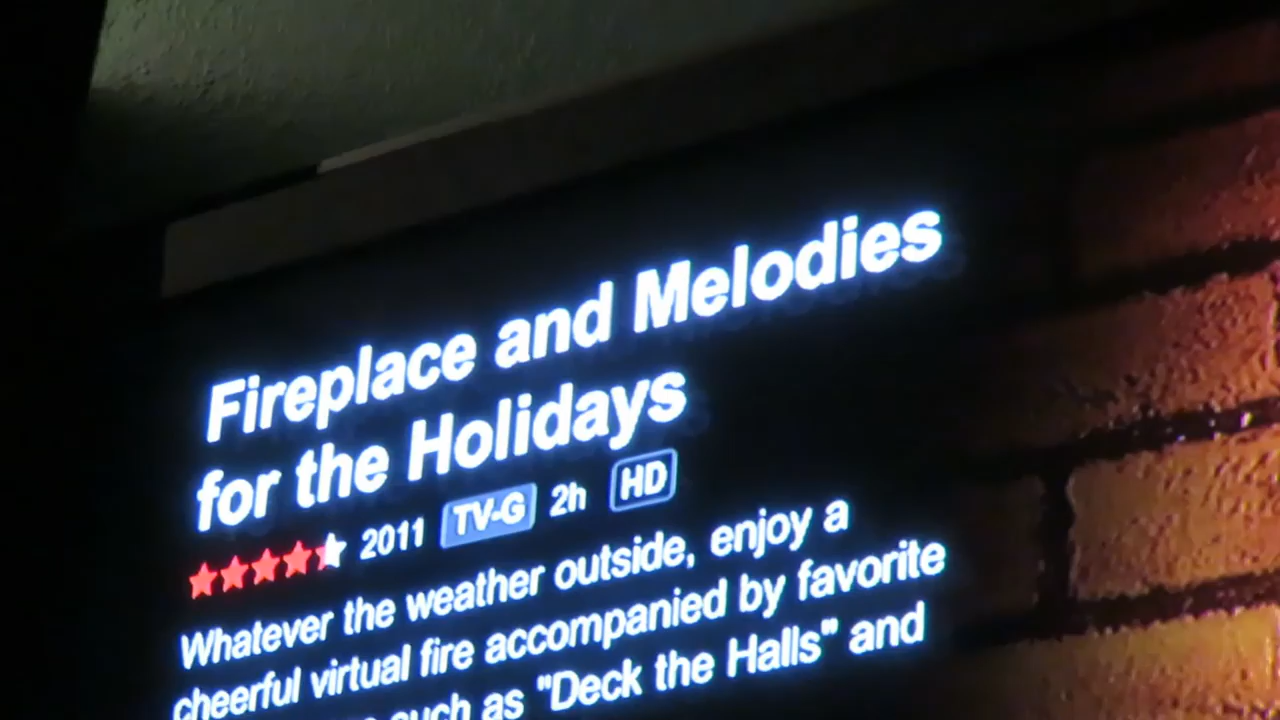 Fireplace and Melodies
for the Holidays
2011 TV-G 2h HD
Whatever the weather outside, enjoy a
cheerful virtual fire accompanied by favorite
such as "Deck the Halls" and